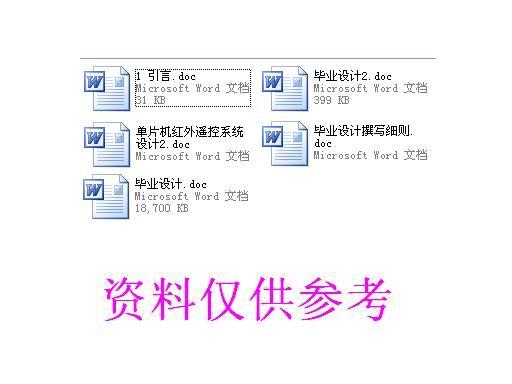 1 引言.doc
Microsoft Word 文档
31 KB
毕业设计2.doc
Microsoft Word 文档
399 KB
单片机红外遥控系统
设计2.doc
Microsoft Word 文档
毕业设计撰写细则.
doc
Microsoft Word 文档
毕业设计.doc
Microsoft Word 文档
18,700 KB
资料仅供参考